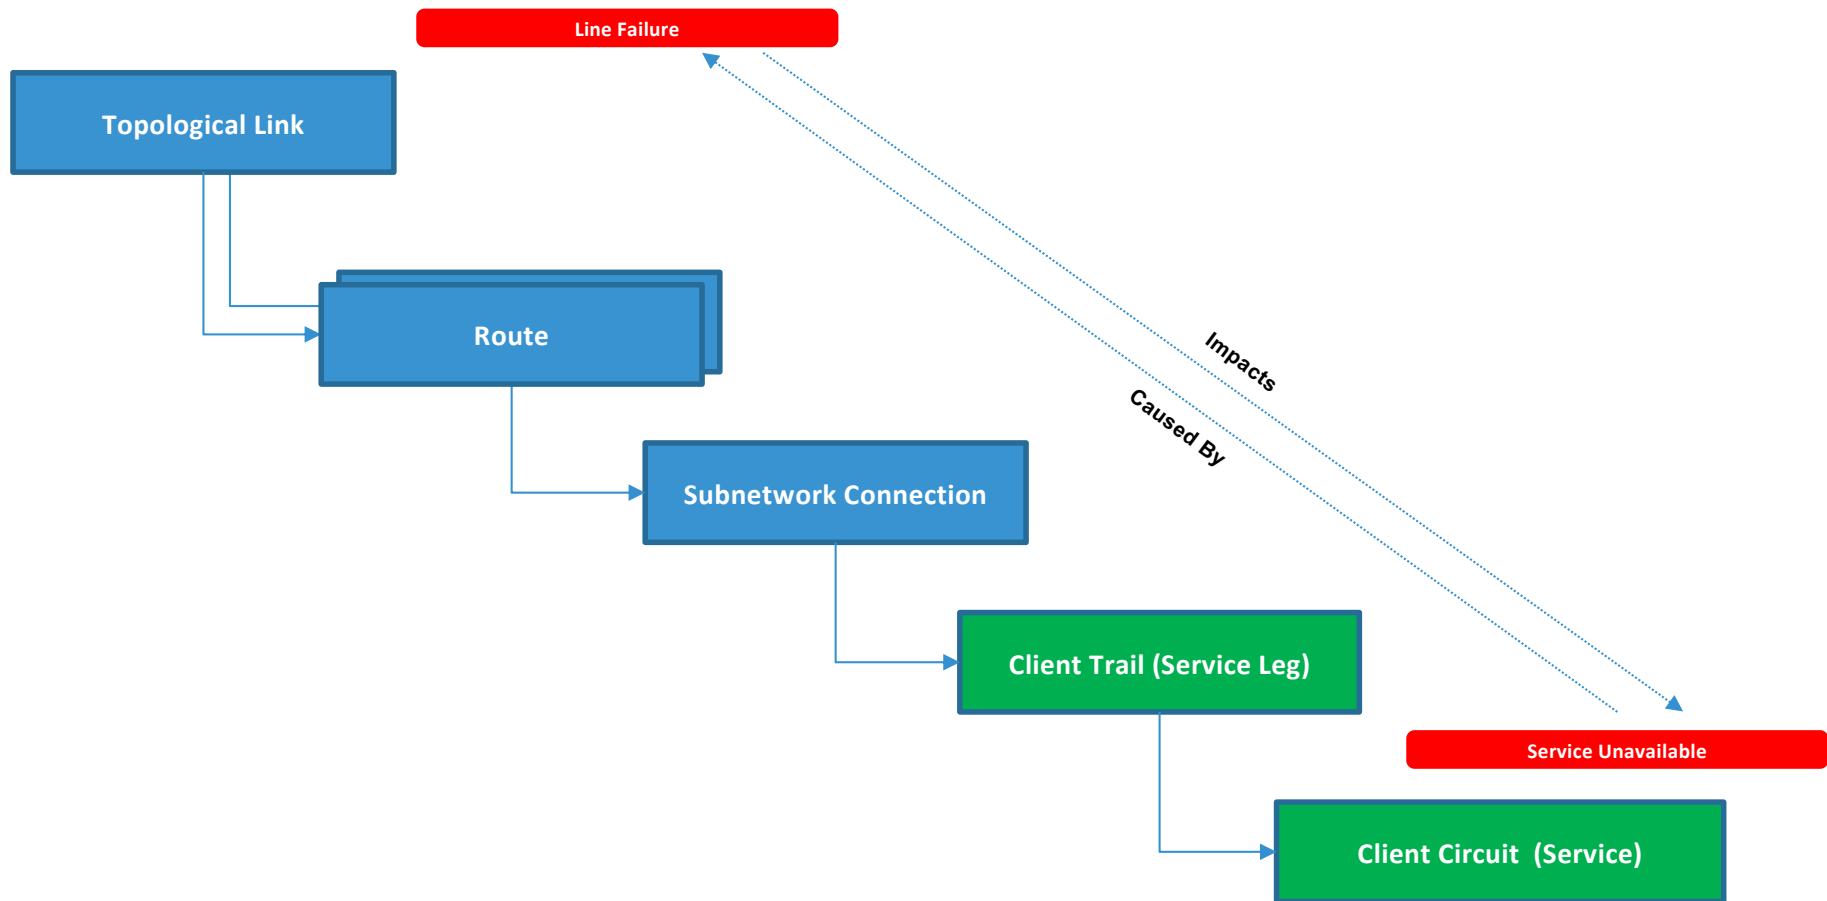 Line Failure
Topological Link
Route
Impacts
Caused By
Subnetwork Connection
Client Trail (Service Leg)
Service Unavailable
Client Circuit  (Service)